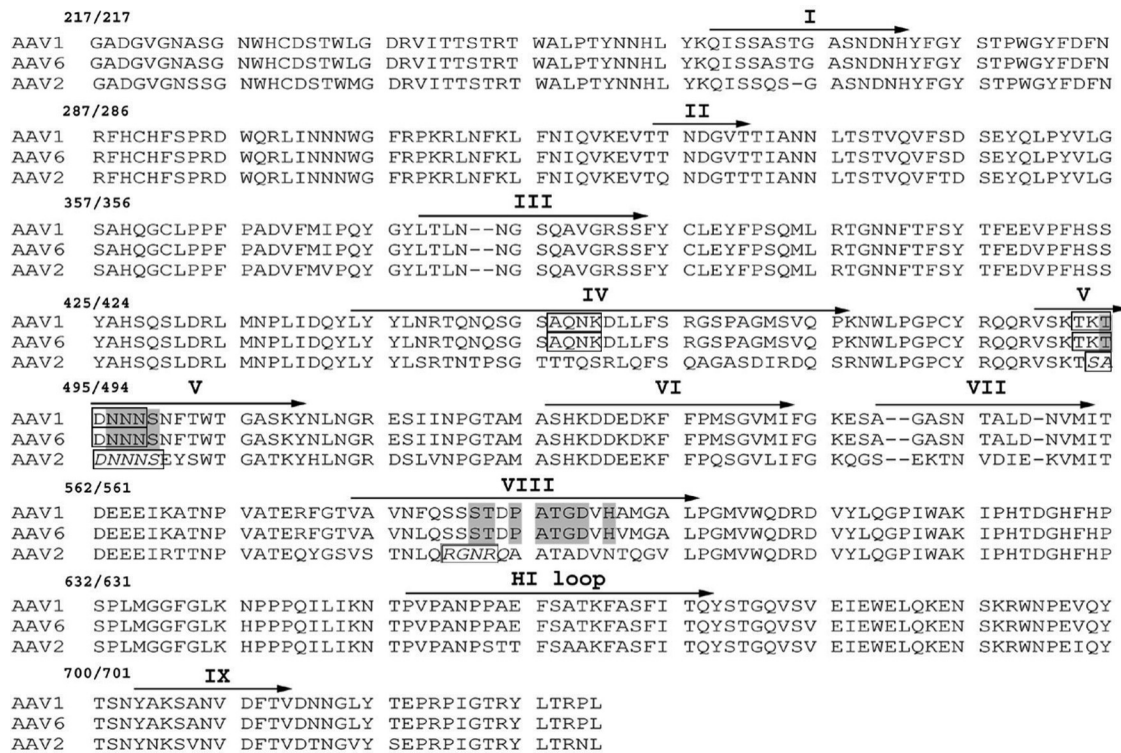 217/217
I
AAV1 GADGVGNASG NWHCDSTWLG DRVITTSTRT WALPTYNNHL YKQISSASTG ASNDNHYFGY STPWGYFDFN
AAV6 GADGVGNASG NWHCDSTWLG DRVITTSTRT WALPTYNNHL YKQISSASTG ASNDNHYFGY STPWGYFDFN
AAV2 GADGVGNSSG NWHCDSTWMG DRVITTSTRT WALPTYNNHL YKQISSQS-G ASNDNHYFGY STPWGYFDFN
287/286
II
AAV1 RFHCHFSPRD WQRLINNNWG FRPKRLNFKL FNIQVKEVTT NDGVTTIANN LTSTVQVFSD SEYQLPYVLG
AAV6 RFHCHFSPRD WQRLINNNWG FRPKRLNFKL FNIQVKEVTT NDGVTTIANN LTSTVQVFSD SEYQLPYVLG
AAV2 RFHCHFSPRD WQRLINNNWG FRPKRLNFKL FNIQVKEVTQ NDGTTTIANN LTSTVQVFTD SEYQLPYVLG
357/356
III
AAV1 SAHQGCLPPF PADVFMIPQY GYLTLN--NG SQAVGRSSFY CLEYFPSQML RTGNNFTFSY TFEEVPFHSS
AAV6 SAHQGCLPPF PADVFMIPQY GYLTLN--NG SQAVGRSSFY CLEYFPSQML RTGNNFTFSY TFEEVPFHSS
AAV2 SAHQGCLPPF PADVFMVPQY GYLTLN--NG SQAVGRSSFY CLEYFPSQML RTGNNFTFSY TFEDVPFHSS
425/424
IV V
AAV1 YAHSQSLDRL MNPLIDQYLY YLNRTQNQSG SAQNKDLLFS RGSPAGMSVQ PKNWLPGPCY RQQRVSKTKT
AAV6 YAHSQSLDRL MNPLIDQYLY YLNRTQNQSG SAQNKDLLFS RGSPAGMSVQ PKNWLPGPCY RQQRVSKTKT
AAV2 YAHSQSLDRL MNPLIDQYLY YLSRTNTPSG TTTQSRLQFS QAGASDIRDQ SRNWLPGPCY RQQRVSKTSA
495/494
V VI VII
AAV1 DNNNSNFTWT GASKYNLNGR ESIINPGTAM ASHKDDEDKF FPMSGVMIFG KESA--GASN TALD-NVMIT
AAV6 DNNNSNFTWT GASKYNLNGR ESIINPGTAM ASHKDDKDKF FPMSGVMIFG KESA--GASN TALD-NVMIT
AAV2 DNNNSEYSWT GATKYHLNGR DSLVNPGPAM ASHKDDEEKF FPQSGVLIFG KQGS--EKTN VDIE-KVMIT
562/561
VIII
AAV1 DEEEIKATNP VATERFGTVA VNFQSSSTDP ATGDVHAMGA LPGMVWQDRD VYLQGPIWAK IPHTDGHFHP
AAV6 DEEEIKATNP VATERFGTVA VNLQSSSTDP ATGDVHVMGA LPGMVWQDRD VYLQGPIWAK IPHTDGHFHP
AAV2 DEEEIRTTNP VATEQYGSVS TNLQRGNRQA ATADVNTQGV LPGMVWQDRD VYLQGPIWAK IPHTDGHFHP
632/631
HI loop
AAV1 SPLMGGFGLK NPPPQILIKNT PVPANPPAE FSATKFASFI TQYSTGQVSV EIEWELQKEN SKRWNPEVQY
AAV6 SPLMGGFGLK HPPPQILIKNT PVPANPPAE FSATKFASFI TQYSTGQVSV EIEWELQKEN SKRWNPEVQY
AAV2 SPLMGGFGLK HPPPQILIKNT PVPANPSTT FSAAKFASFI TQYSTGQVSV EIEWELQKEN SKRWNPEIQY
700/701
IX
AAV1 TSNYAKSANV DFTVDNNGLY TEPRPIGTRY LTRPL
AAV6 TSNYAKSANV DFTVDNNGLY TEPRPIGTRY LTRPL
AAV2 TSNYNKSVNV DFTVDTNGVY SEPRPIGTRY LTRNL